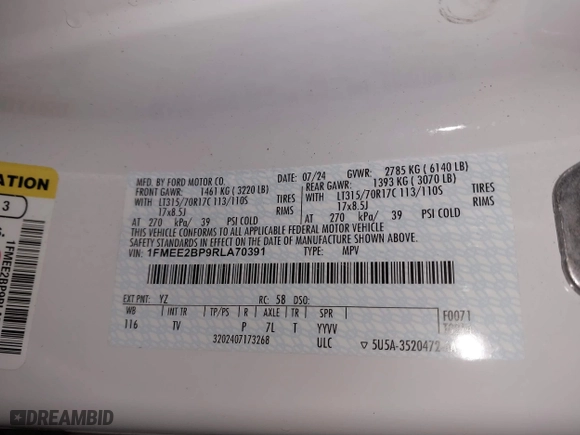 MFD. BY FORD MOTOR CO. DATE: 07/24 GVWR: 2785 KG ( 6140 LB)
FRONT GAWR: 1461 KG ( 3220 LB) REAR GAWR: 1393 KG ( 3070 LB)
WITH LT315/70R17C 113/110S TIRES WITH LT315/70R17C 113/110S TIRES
17x8.5J RIMS 17x8.5J RIMS
AT 270 kPa/ 39 PSI COLD AT 270 kPa/ 39 PSI COLD
THIS VEHICLE CONFORMS TO ALL APPLICABLE FEDERAL MOTOR VEHICLE
SAFETY STANDARDS IN EFFECT ON THE DATE OF MANUFACTURE SHOWN ABOVE.
VIN: 1FMEE2BP9RLA70391 TYPE: MPV
EXT PNT: YZ RC: 58 DSO:
WB INT TR TP/PS R AXLE TR SPR F0071
116 TV P 7L T YYVV
3202407173268 ULC ▽ 5U5A-3520472
ATION
3
DREAMBID